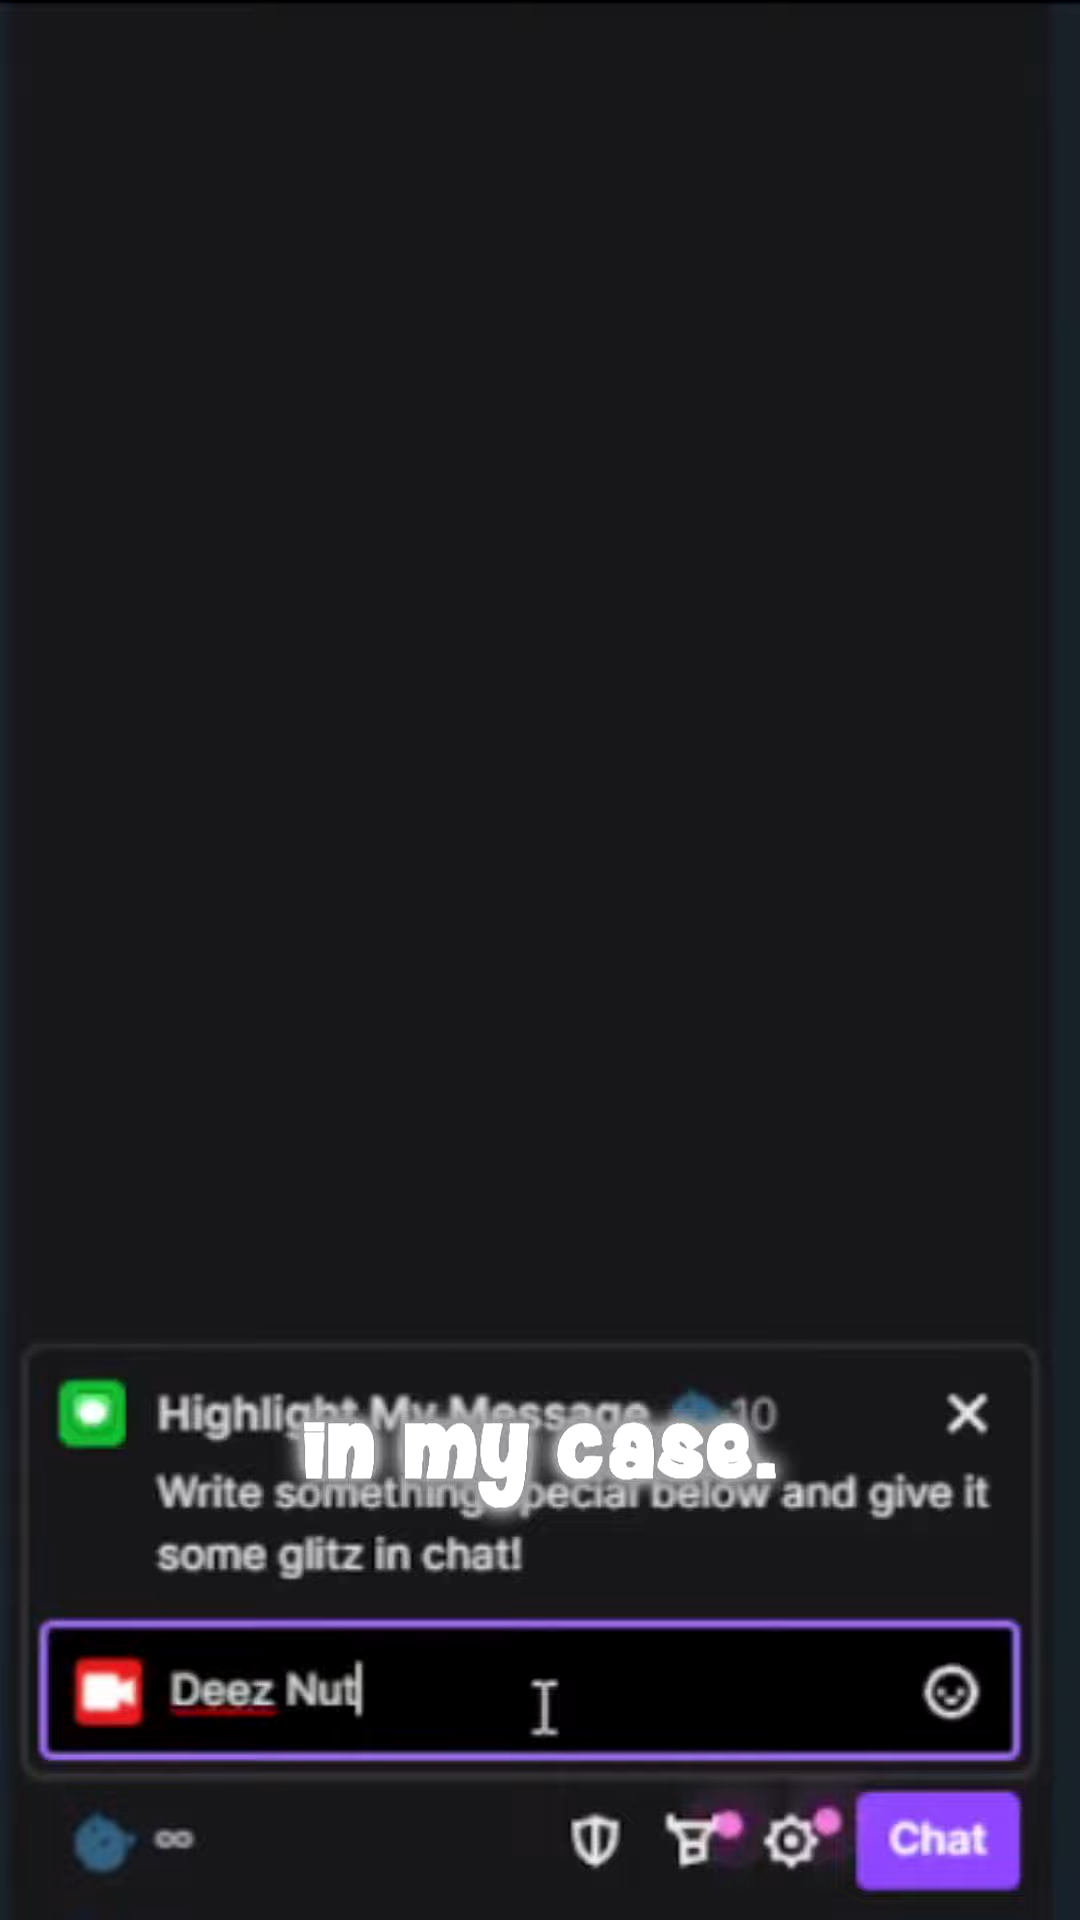 Highlight My Message 10
in my case.
Write something special below and give it
some glitz in chat!
Deez Nut
∞
Chat